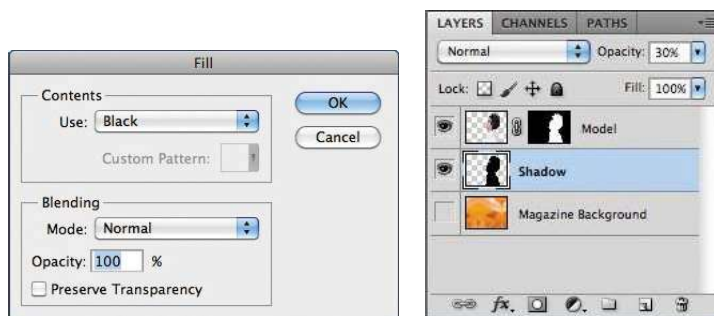 Fill
Contents
Use: Black
Custom Pattern:
OK
Cancel
Blending
Mode: Normal
Opacity: 100 %
Preserve Transparency
LAYERS CHANNELS PATHS
Normal Opacity: 30%
Lock: Fill: 100%
Model
Shadow
Magazine Background
fx.